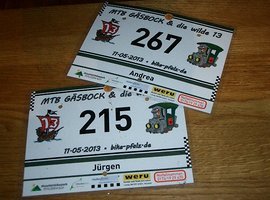 MTB GÄSBOCK & die wilde 13
13
267
11-05-2013 • bike-pfalz.de
Andrea
weru
MTB GÄSBOCK & die
13
215
11-05-2013 • bike-pfalz.de
Jürgen
weru